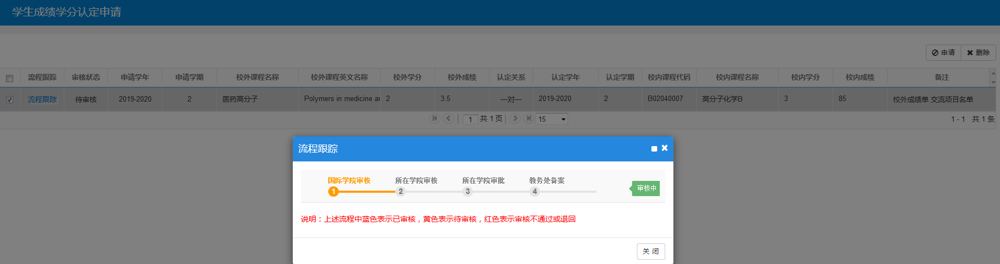 学生成绩学分认定申请
申请 删除
流程跟踪 审核状态 申请学年 申请学期 校外课程名称 校外课程英文名称 校外学分 校外成绩 认定关系 认定学年 认定学期 校内课程代码 校内课程名称 校内学分 校内成绩 备注
流程跟踪 待审核 2019-2020 2 医药高分子 Polymers in medicine ar 2 3.5 一对一 2019-2020 2 B02040007 高分子化学B 3 85 校外成绩单 交流项目名单
1 共 1 页 15 1 - 1 共 1 条
流程跟踪
国际学院审核 所在学院审核 所在学院审批 教务处备案
1 2 3 4 审核中
说明：上述流程中蓝色表示已审核，黄色表示待审核，红色表示审核不通过或退回
关 闭